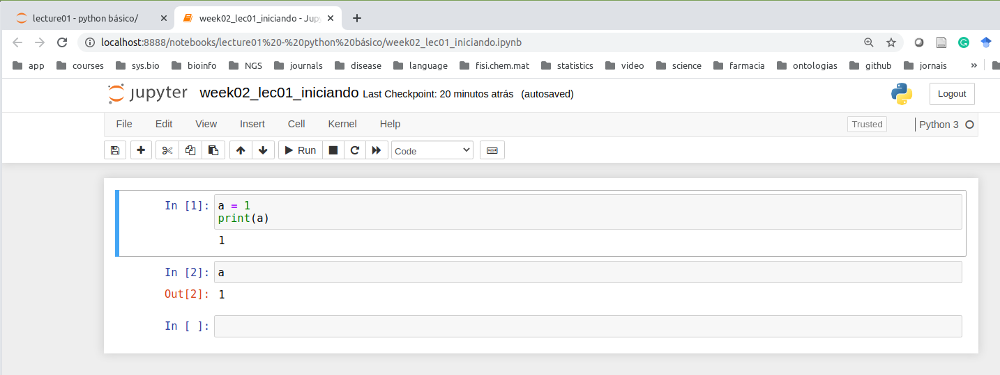 lecture01 - python básico/
week02_lec01_iniciando - Jup
localhost:8888/notebooks/lecture01%20-%20python%20básico/week02_lec01_iniciando.ipynb
app courses sys.bio bioinfo NGS journals disease language fisi.chem.mat statistics video science farmacia ontologias github jornais »
jupyter week02_lec01_iniciando Last Checkpoint: 20 minutos atrás (autosaved) Logout
File Edit View Insert Cell Kernel Help Trusted Python 3
Run Code
In [1]: a = 1
print(a)
1
In [2]: a
Out[2]: 1
In [ ]: